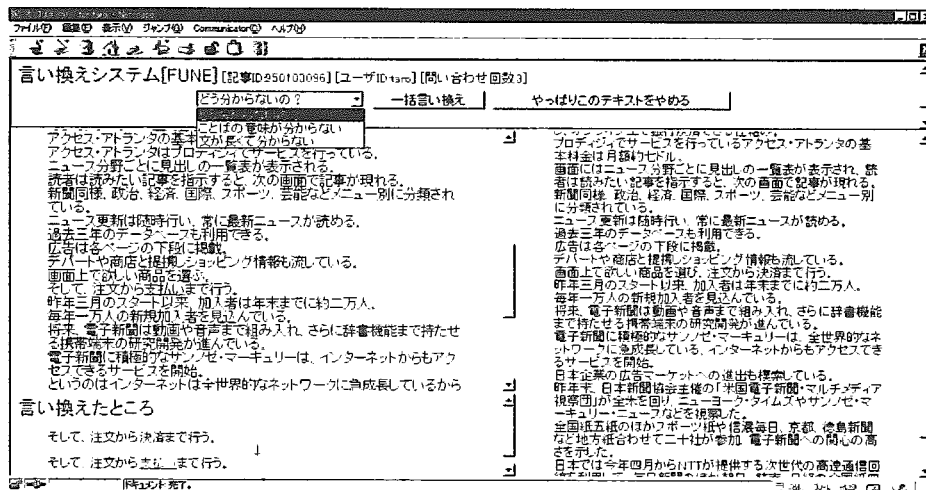 ファイル(F) 編集(E) 表示(V) ジャンプ(G) Communicator(C) ヘルプ(H)
言い換えシステム[FUNE] [記事ID:950103096] [ユーザID:taro] [問い合わせ回数3]
どう分からないの？ 一括言い換え やっぱりこのテキストをやめる
ことばの意味が分からない
文が長くて分からない
アクセス・アトランタの基本
アクセス・アトランタはプロディジィでサービスを行っている。
ニュース分野ごとに見出しの一覧表が表示される。
読者は読みたい記事を指示すると、次の画面で記事が現れる。
新聞同様、政治、経済、国際、スポーツ、芸能などメニュー別に分類され
ている。
ニュース更新は随時行い、常に最新ニュースが読める。
過去三年のデータベースも利用できる。
広告は各ページの下段に掲載。
デパートや商店と提携しショッピング情報も流している。
画面上で欲しい商品を選ぶ。
そして、注文から支払いまで行う。
昨年三月のスタート以来、加入者は年末までに約二万人。
毎年一万人の新規加入者を見込んでいる。
将来、電子新聞は動画や音声まで組み入れ、さらに辞書機能まで持たせ
る携帯端末の研究開発が進んでいる。
電子新聞に積極的なサンノゼ・マーキュリーは、インターネットからもアク
セスできるサービスを開始。
というのはインターネットは全世界的なネットワークに急成長しているから
言い換えたところ
そして、注文から決済まで行う。
そして、注文から支払いまで行う。
プロディジィでサービスを行っているアクセス・アトランタの基
本料金は月額約七ドル。
画面にはニュース分野ごとに見出しの一覧表が表示され、読
者は読みたい記事を指示すると、次の画面で記事が現れる。
新聞同様、政治、経済、国際、スポーツ、芸能などメニュー別
に分類されている。
ニュース更新は随時行い、常に最新ニュースが読める。
過去三年のデータベースも利用できる。
広告は各ページの下段に掲載。
デパートや商店と提携しショッピング情報も流している。
画面上で欲しい商品を選び、注文から決済まで行う。
昨年三月のスタート以来、加入者は年末までに約二万人。
毎年一万人の新規加入者を見込んでいる。
将来、電子新聞は動画や音声まで組み入れ、さらに辞書機能
まで持たせる携帯端末の研究開発が進んでいる。
電子新聞に積極的なサンノゼ・マーキュリーは、全世界的なネ
ットワークに急成長している、インターネットからもアクセスでき
るサービスを開始。
日本企業の広告マーケットへの進出も模索している。
昨年末、日本新聞協会主催の「米国電子新聞・マルチメディア
視察団」が全米を回り、ニューヨーク・タイムズやサンノゼ・マ
ーキュリー・ニュースなどを視察した。
全国紙五紙のほかスポーツ紙や信濃毎日、京都、徳島新聞
など地方紙合わせて二十社が参加、電子新聞への関心の高
さを示した。
日本では今年四月からNTTが提供する次世代の高速通信回
ドキュメント完了。